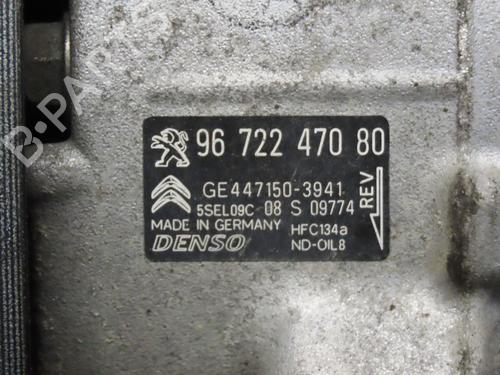 B-PARTS
96 722 470 80
GE447150-3941
5SEL09C 08 S 09774
MADE IN GERMANY HFC134a
DENSO ND-OIL8
REV